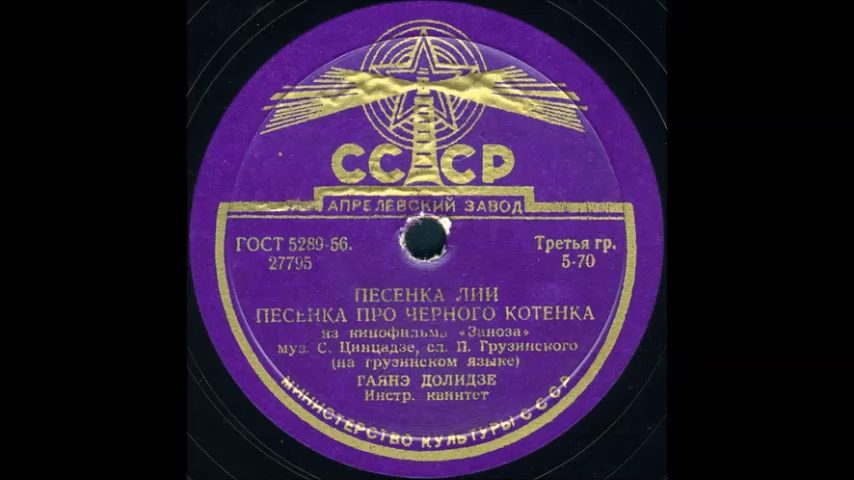 СССР
АПРЕЛЕВСКИЙ ЗАВОД
ГОСТ 5289-56. Третья гр.
27795 5-70
ПЕСЕНКА ЛИИ
ПЕСЕНКА ПРО ЧЕРНОГО КОТЕНКА
из кинофильма «Заноза»
муз. С. Цинцадзе, сл. П. Грузинского
(на грузинском языке)
ГАЯНЭ ДОЛИДЗЕ
Инстр. квинтет
МИНИСТЕРСТВО КУЛЬТУРЫ СССР